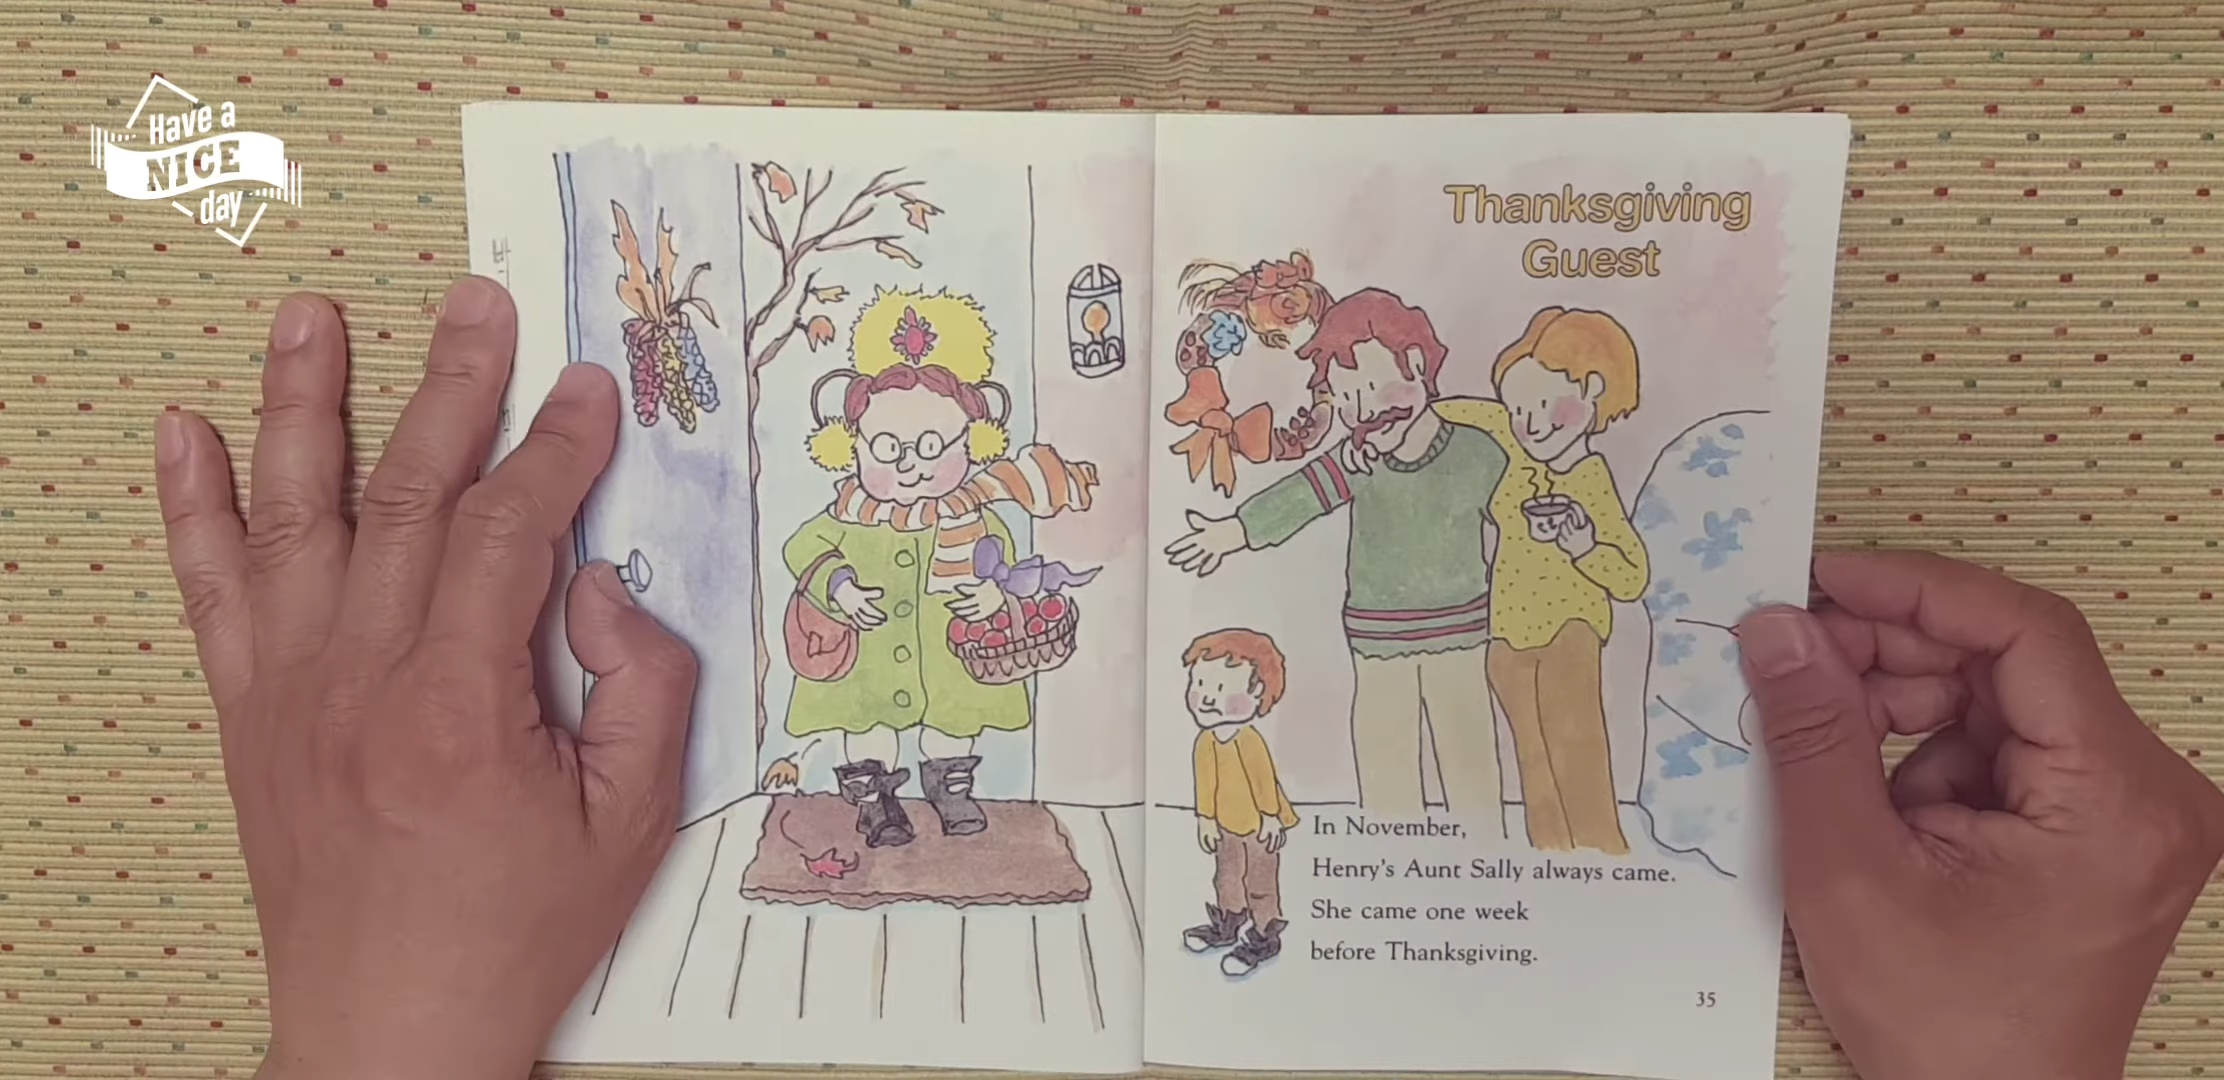 Have a
NICE
day
Thanksgiving
Guest
In November,
Henry's Aunt Sally always came.
She came one week
before Thanksgiving.
35